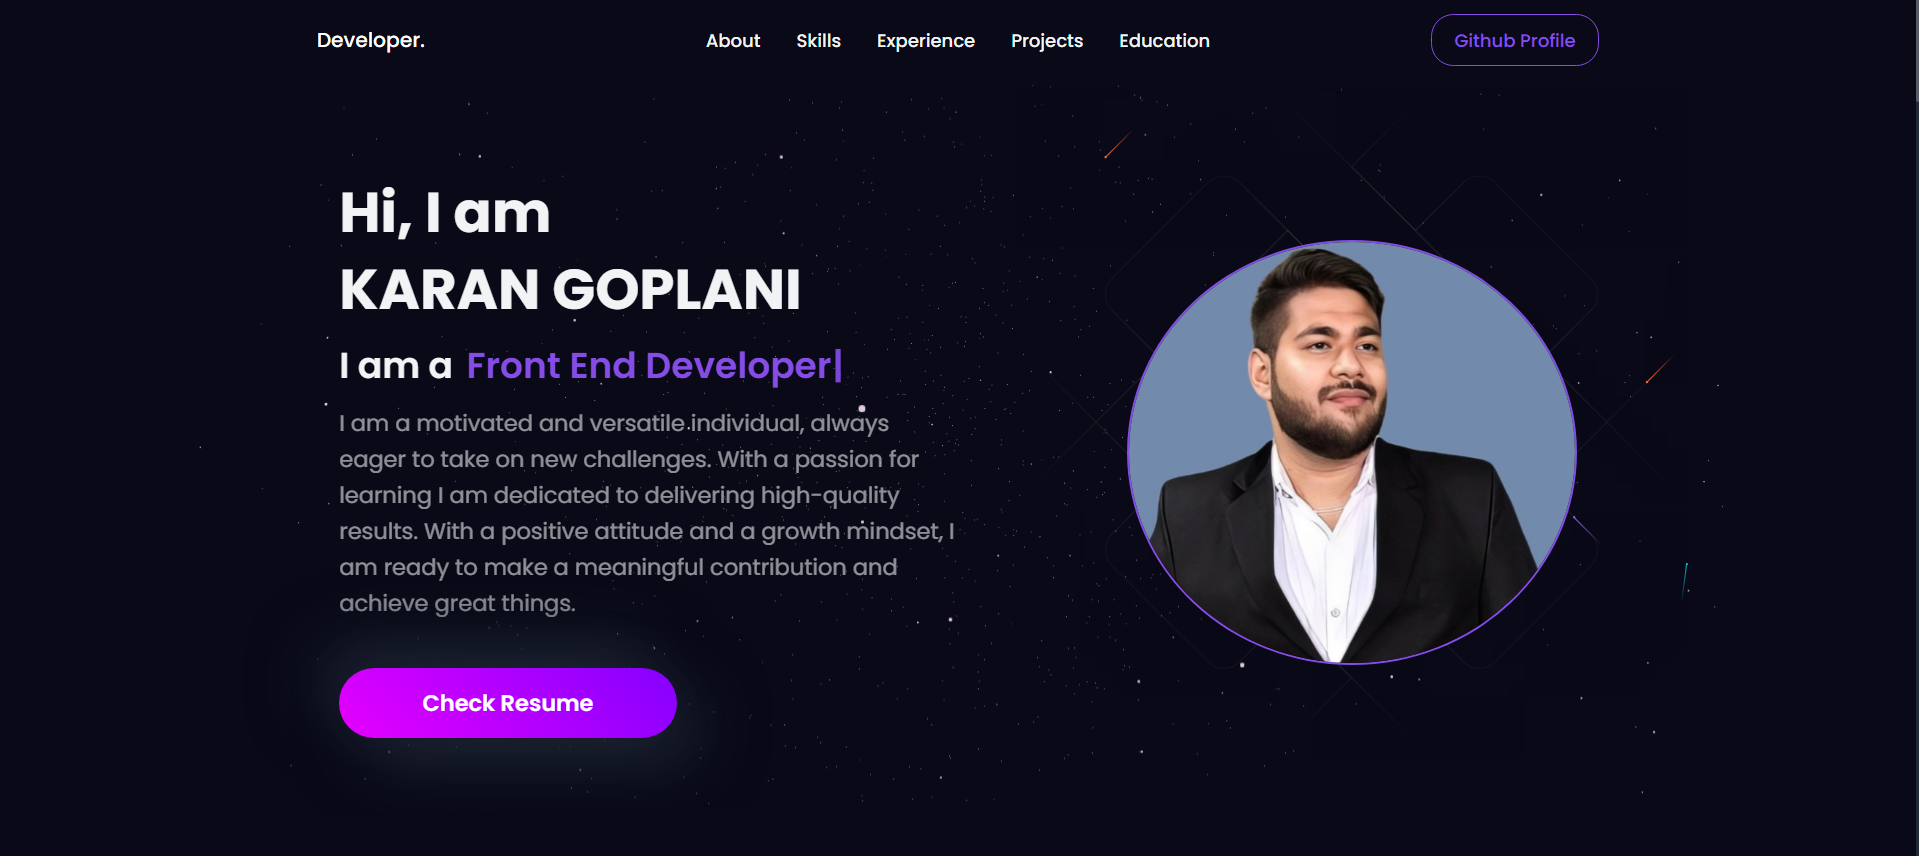 Developer.
About Skills Experience Projects Education
Github Profile
Hi, I am
KARAN GOPLANI
I am a Front End Developer|
I am a motivated and versatile individual, always
eager to take on new challenges. With a passion for
learning I am dedicated to delivering high-quality
results. With a positive attitude and a growth mindset, I
am ready to make a meaningful contribution and
achieve great things.
Check Resume